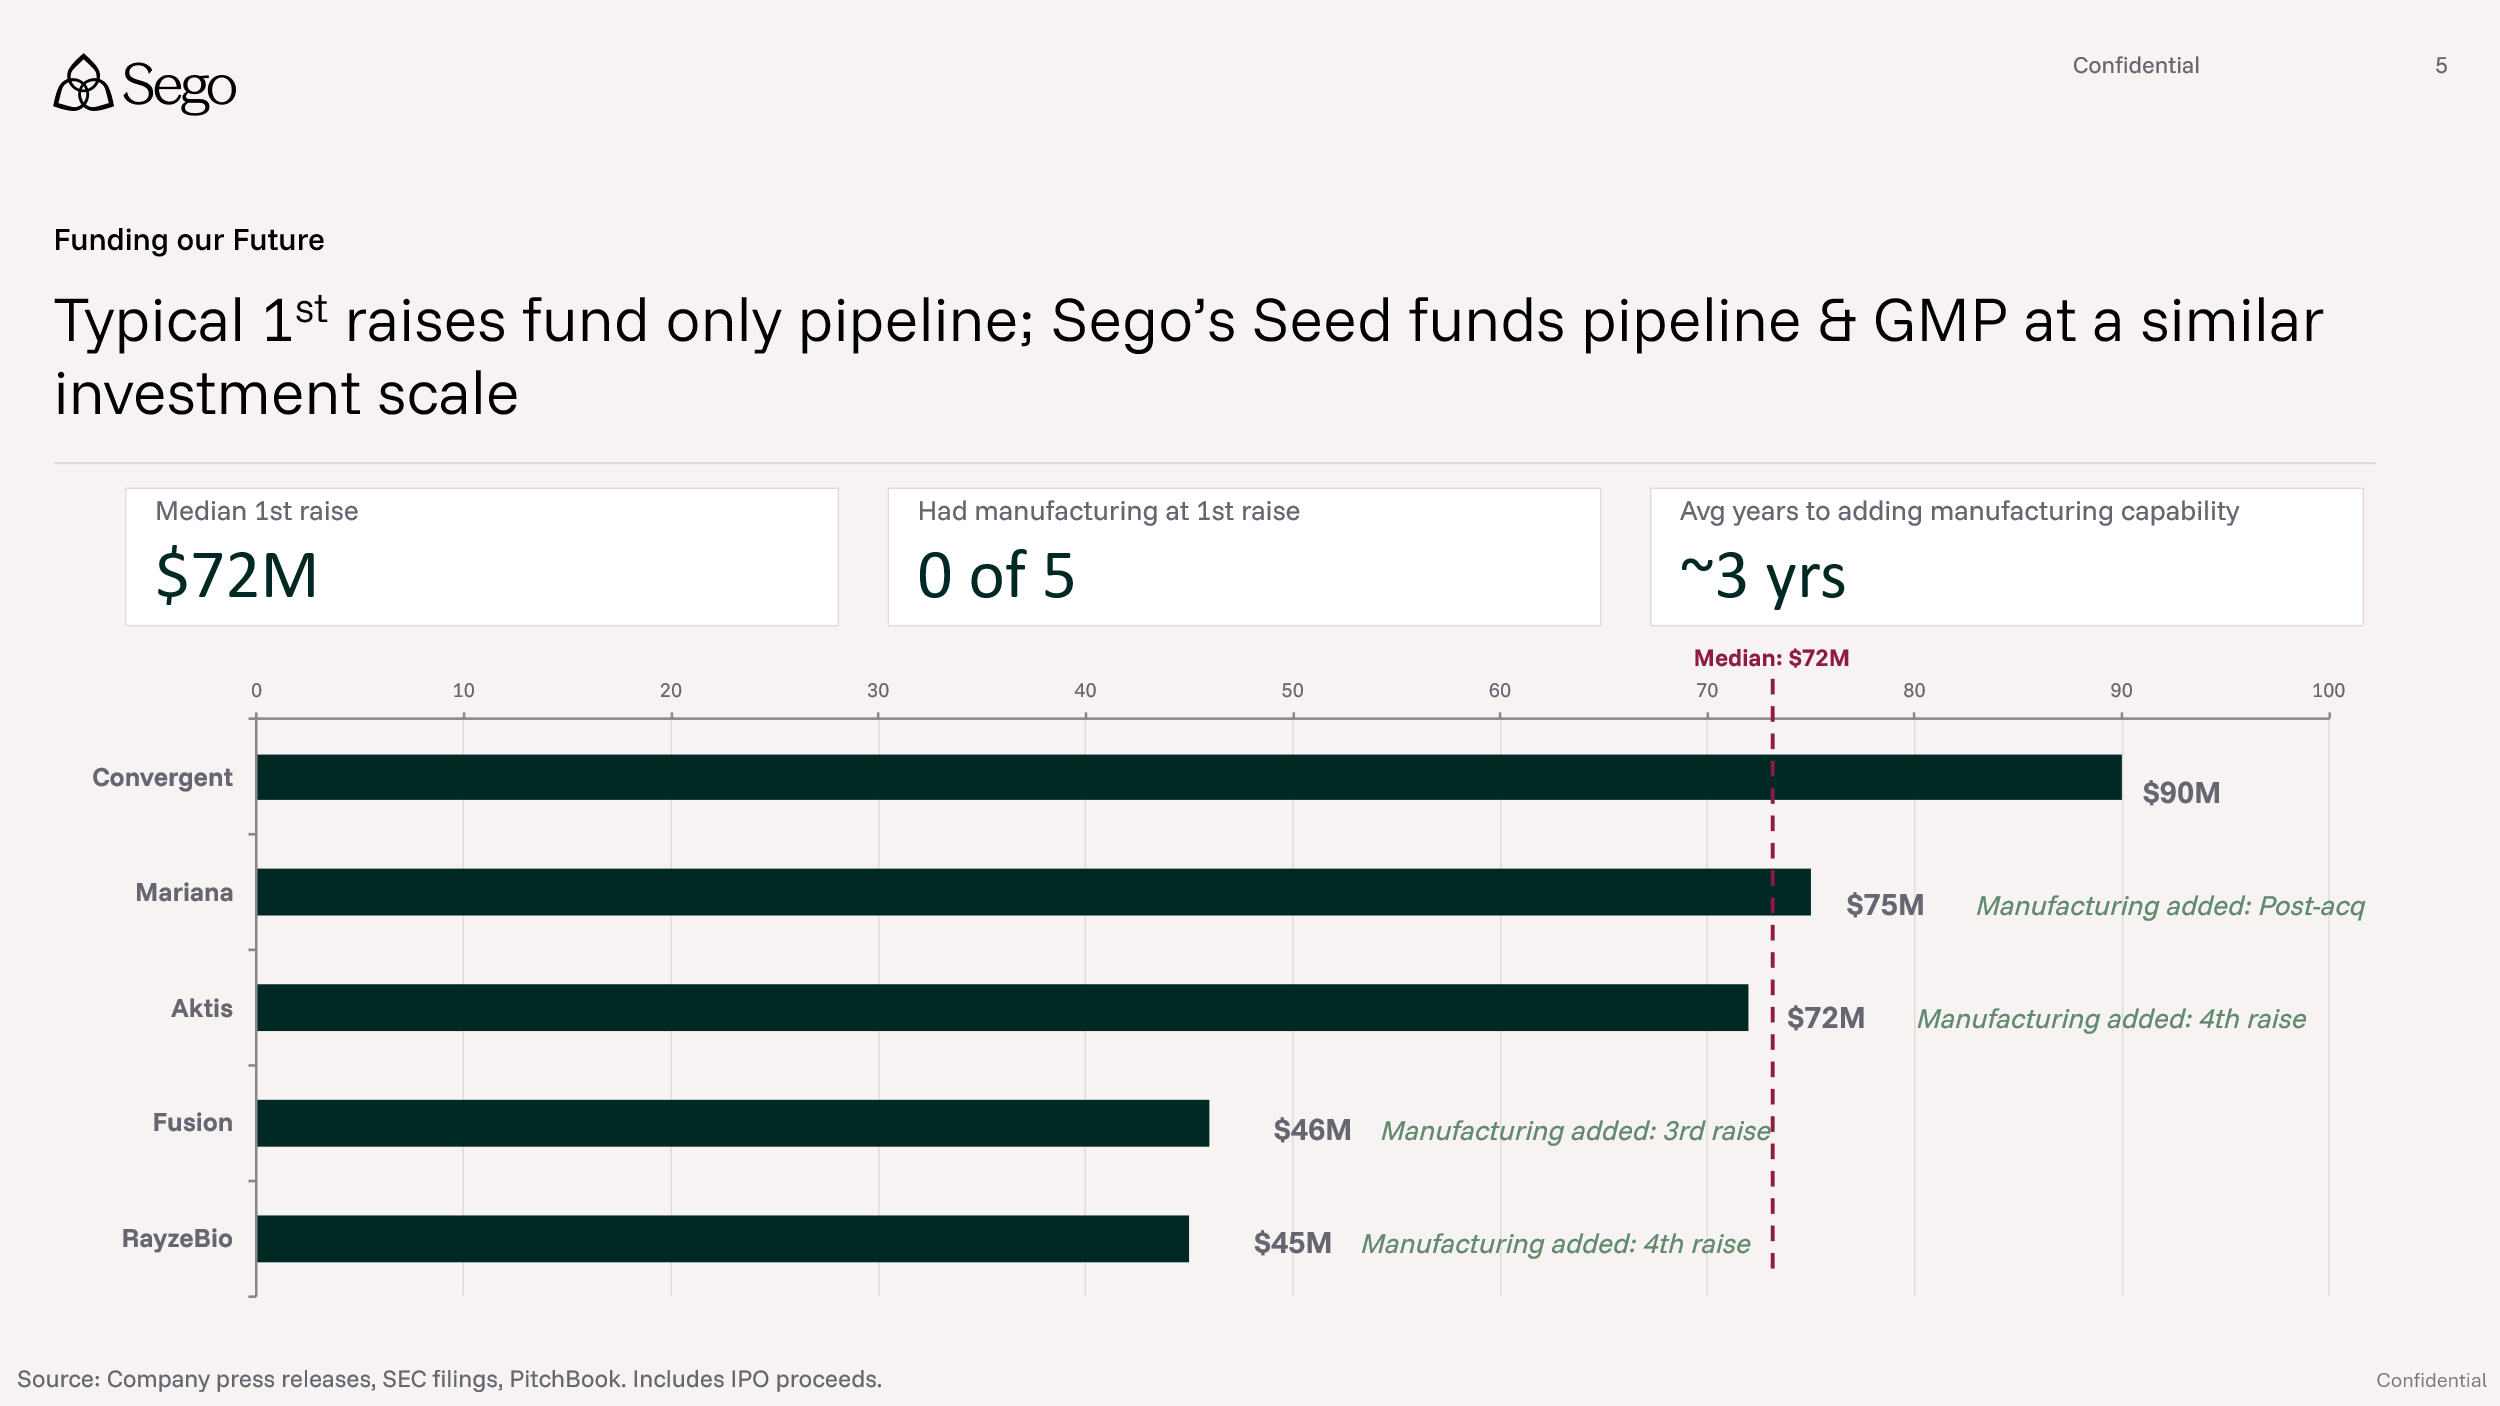 Sego
Confidential
5
Funding our Future
Typical 1st raises fund only pipeline; Sego’s Seed funds pipeline & GMP at a similar
investment scale
Median 1st raise
$72M
Had manufacturing at 1st raise
0 of 5
Avg years to adding manufacturing capability
~3 yrs
Median: $72M
0 10 20 30 40 50 60 70 80 90 100
Convergent $90M
Mariana $75M Manufacturing added: Post-acq
Aktis $72M Manufacturing added: 4th raise
Fusion $46M Manufacturing added: 3rd raise
RayzeBio $45M Manufacturing added: 4th raise
Source: Company press releases, SEC filings, PitchBook. Includes IPO proceeds.
Confidential